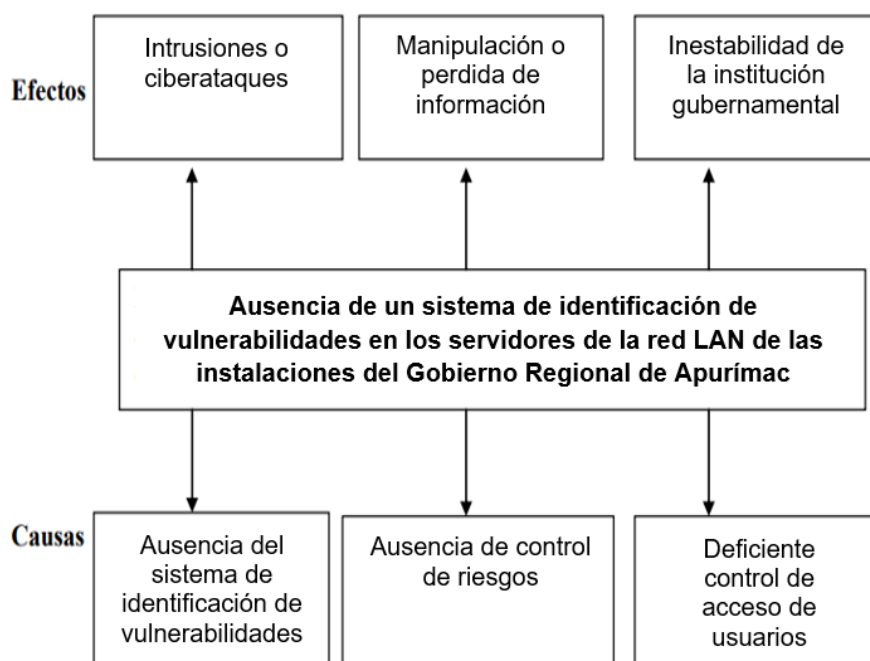 Efectos
Intrusiones o
ciberataques
Manipulación o
perdida de
información
Inestabilidad de
la institución
gubernamental
Ausencia de un sistema de identificación de
vulnerabilidades en los servidores de la red LAN de las
instalaciones del Gobierno Regional de Apurímac
Causas
Ausencia del
sistema de
identificación de
vulnerabilidades
Ausencia de control
de riesgos
Deficiente
control de
acceso de
usuarios